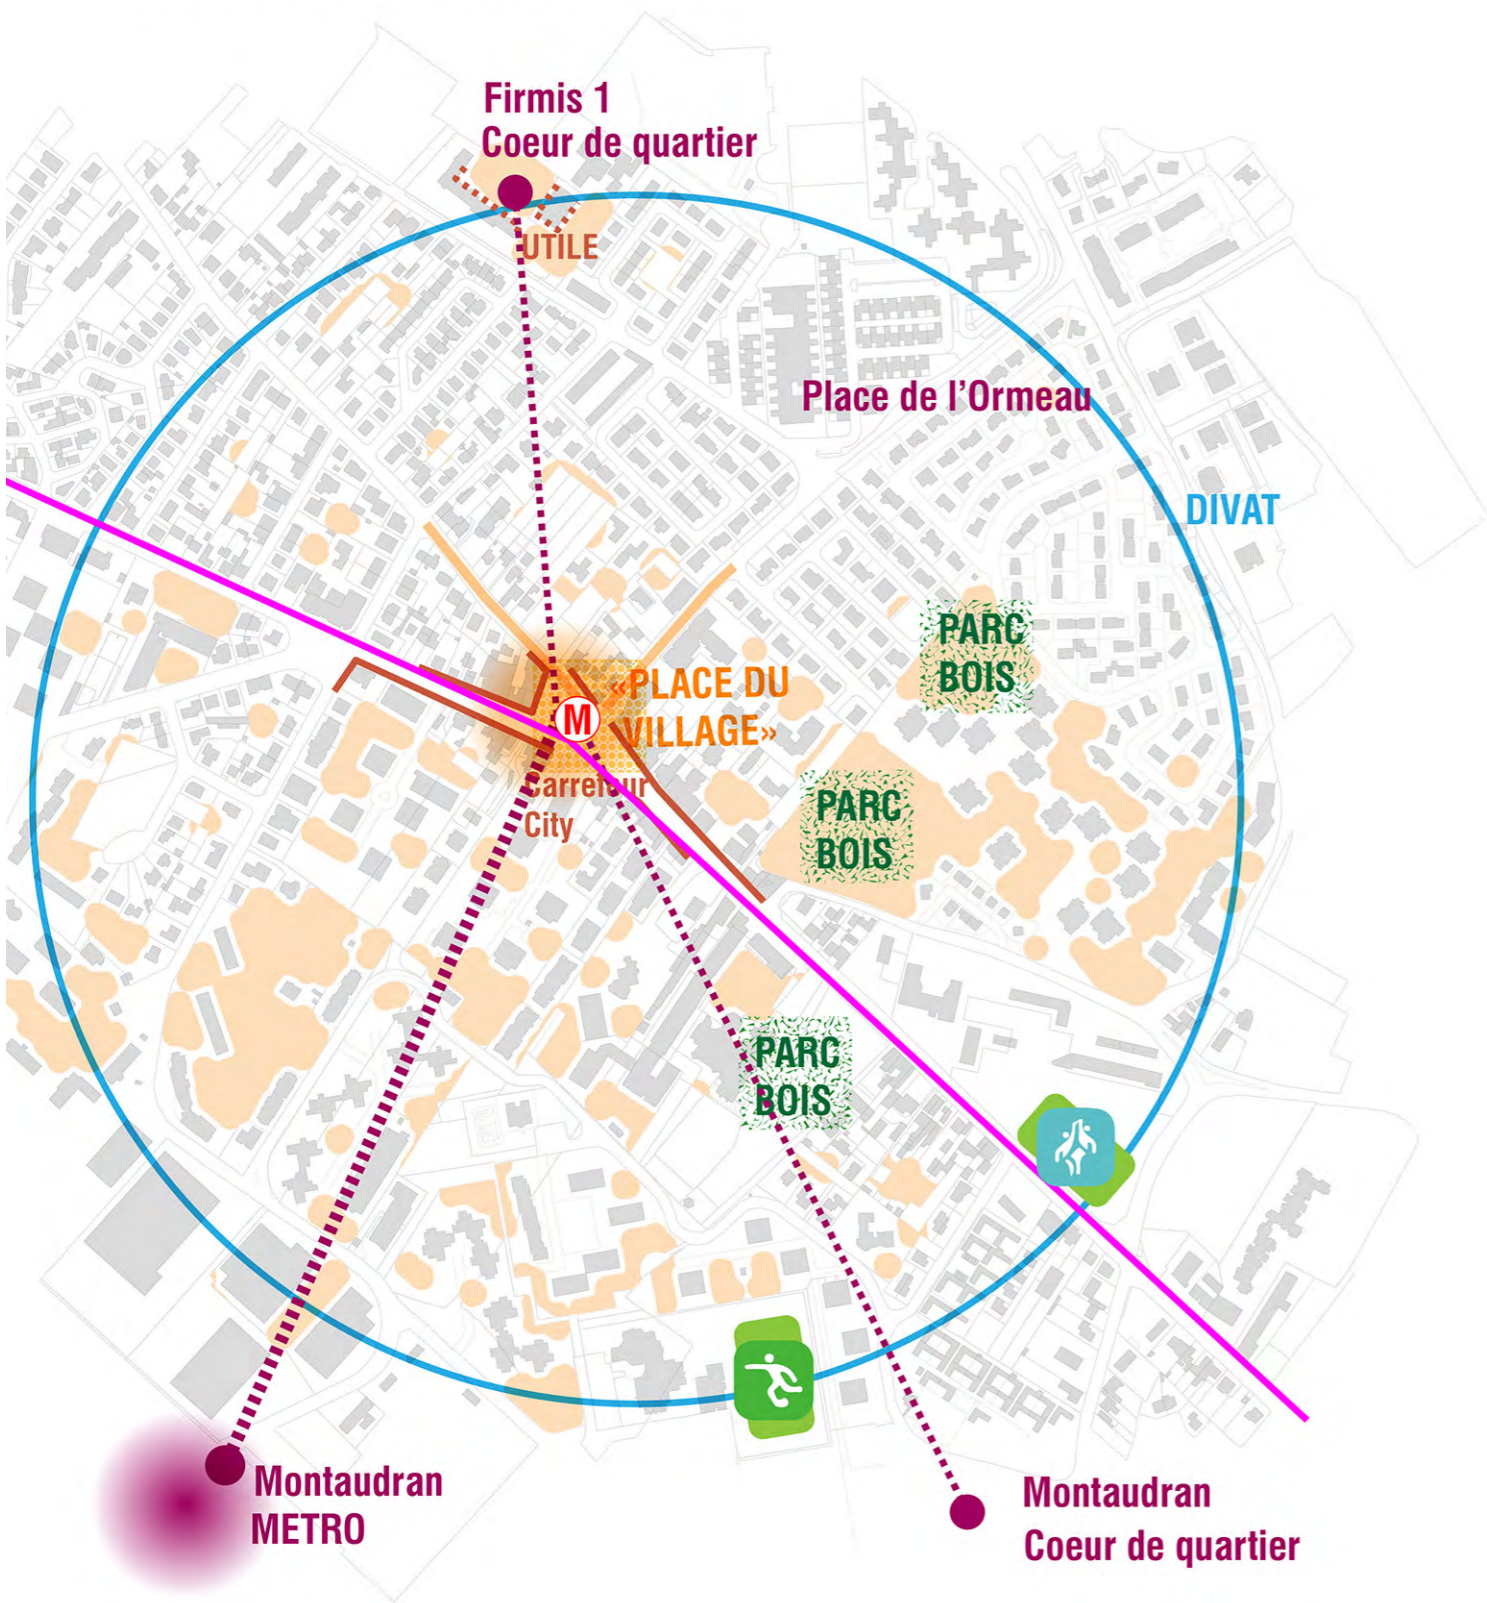 Firmis 1
Coeur de quartier
UTILE
Place de l'Ormeau
DIVAT
PARC
BOIS
«PLACE DU
VILLAGE»
M
Carrefour
City
PARC
BOIS
PARC
BOIS
Montaudran
METRO
Montaudran
Coeur de quartier